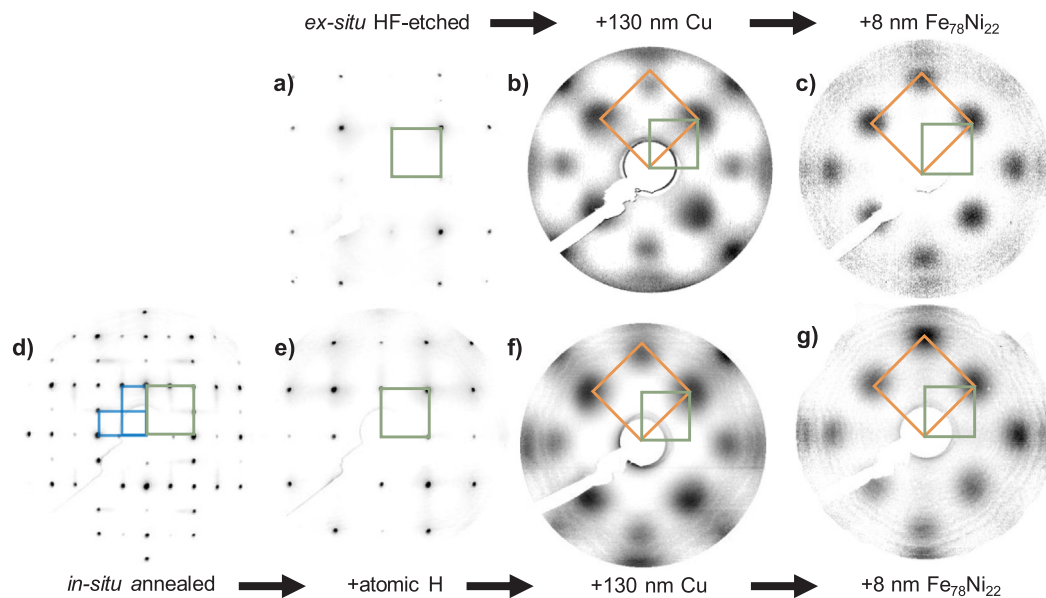 ex-situ HF-etched +130 nm Cu +8 nm Fe₇₈Ni₂₂
a) b) c)
d) e) f) g)
in-situ annealed +atomic H +130 nm Cu +8 nm Fe₇₈Ni₂₂